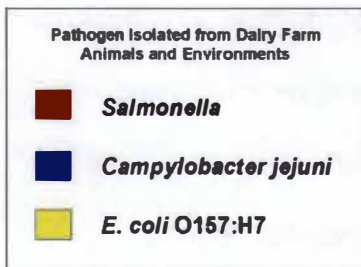 Pathogen Isolated from Dairy Farm
Animals and Environments
Salmonella
Campylobacter jejuni
E. coli O157:H7